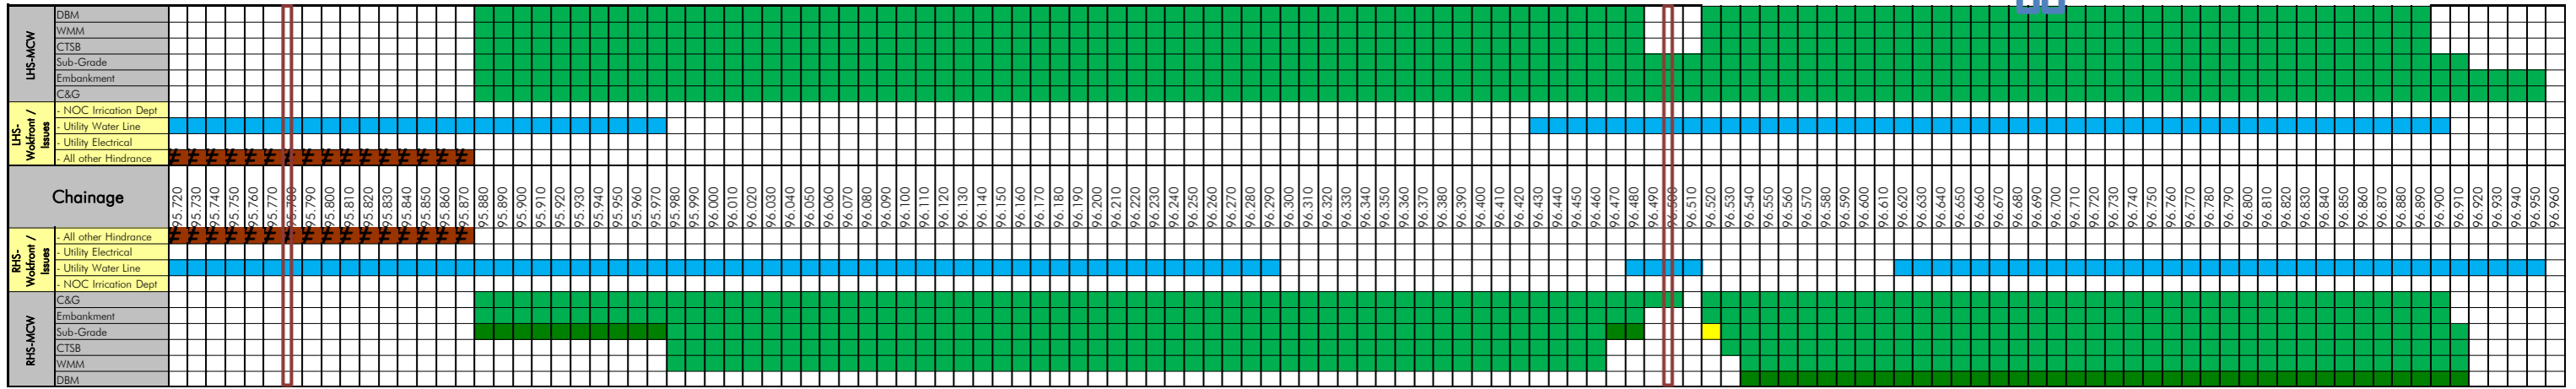 LHS-MCW
DBM
WMM
CTSB
Sub-Grade
Embankment
C&G
LHS-
Wokfront /
Issues
- NOC Irrication Dept
- Utility Water Line
- Utility Electrical
- All other Hindrance
# # # # # # # # # # # # # # # #
Chainage
95.720 95.730 95.740 95.750 95.760 95.770 95.780 95.790 95.800 95.810 95.820 95.830 95.840 95.850 95.860 95.870 95.880 95.890 95.900 95.910 95.920 95.930 95.940 95.950 95.960 95.970 95.980 95.990 96.000 96.010 96.020 96.030 96.040 96.050 96.060 96.070 96.080 96.090 96.100 96.110 96.120 96.130 96.140 96.150 96.160 96.170 96.180 96.190 96.200 96.210 96.220 96.230 96.240 96.250 96.260 96.270 96.280 96.290 96.300 96.310 96.320 96.330 96.340 96.350 96.360 96.370 96.380 96.390 96.400 96.410 96.420 96.430 96.440 96.450 96.460 96.470 96.480 96.490 96.500 96.510 96.520 96.530 96.540 96.550 96.560 96.570 96.580 96.590 96.600 96.610 96.620 96.630 96.640 96.650 96.660 96.670 96.680 96.690 96.700 96.710 96.720 96.730 96.740 96.750 96.760 96.770 96.780 96.790 96.800 96.810 96.820 96.830 96.840 96.850 96.860 96.870 96.880 96.890 96.900 96.910 96.920 96.930 96.940 96.950 96.960
RHS-
Wokfront /
Issues
- All other Hindrance
# # # # # # # # # # # # # # # #
- Utility Electrical
- Utility Water Line
- NOC Irrication Dept
RHS-MCW
C&G
Embankment
Sub-Grade
CTSB
WMM
DBM